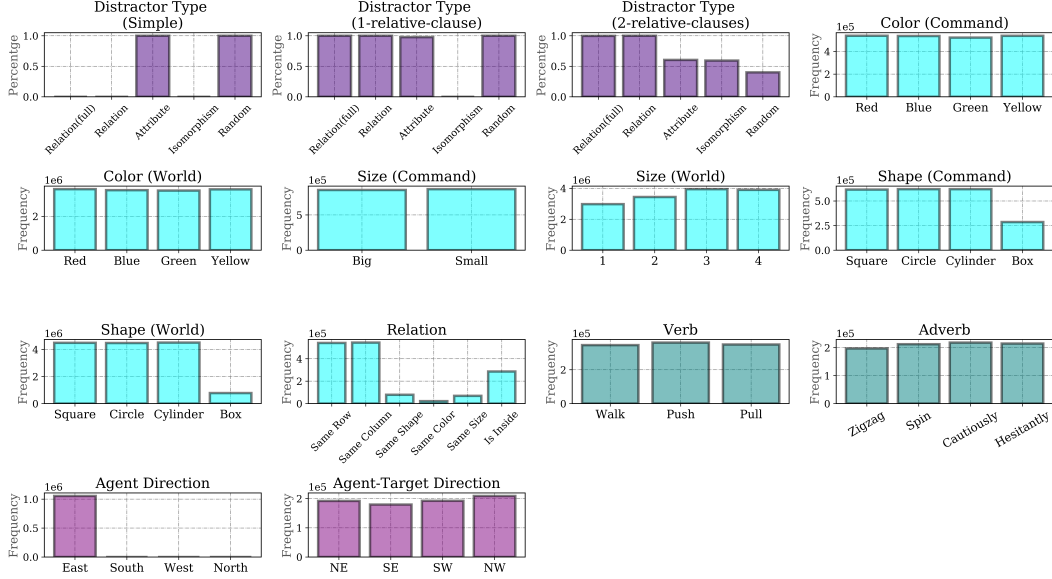 Distractor Type
(Simple)
Percentge
1.0
0.5
0.0
Relation(full)
Relation
Attribute
Isomorphism
Random
Distractor Type
(1-relative-clause)
Percentge
1.0
0.5
0.0
Relation(full)
Relation
Attribute
Isomorphism
Random
Distractor Type
(2-relative-clauses)
Percentge
1.0
0.5
0.0
Relation(full)
Relation
Attribute
Isomorphism
Random
Color (Command)
1e5
Frequency
4
2
0
Red Blue Green Yellow
Color (World)
1e6
Frequency
2
0
Red Blue Green Yellow
Size (Command)
1e5
Frequency
5
0
Big Small
Size (World)
1e6
Frequency
4
2
0
1 2 3 4
Shape (Command)
1e5
Frequency
5.0
2.5
0.0
Square Circle Cylinder Box
Shape (World)
1e6
Frequency
4
2
0
Square Circle Cylinder Box
Relation
1e5
Frequency
4
2
0
Same Row
Same Column
Same Shape
Same Color
Same Size
Is Inside
Verb
1e5
Frequency
2
0
Walk Push Pull
Adverb
1e5
Frequency
2
1
0
Zigzag
Spin
Cautiously
Hesitantly
Agent Direction
1e6
Frequency
1.0
0.5
0.0
East South West North
Agent-Target Direction
1e5
Frequency
2
1
0
NE SE SW NW